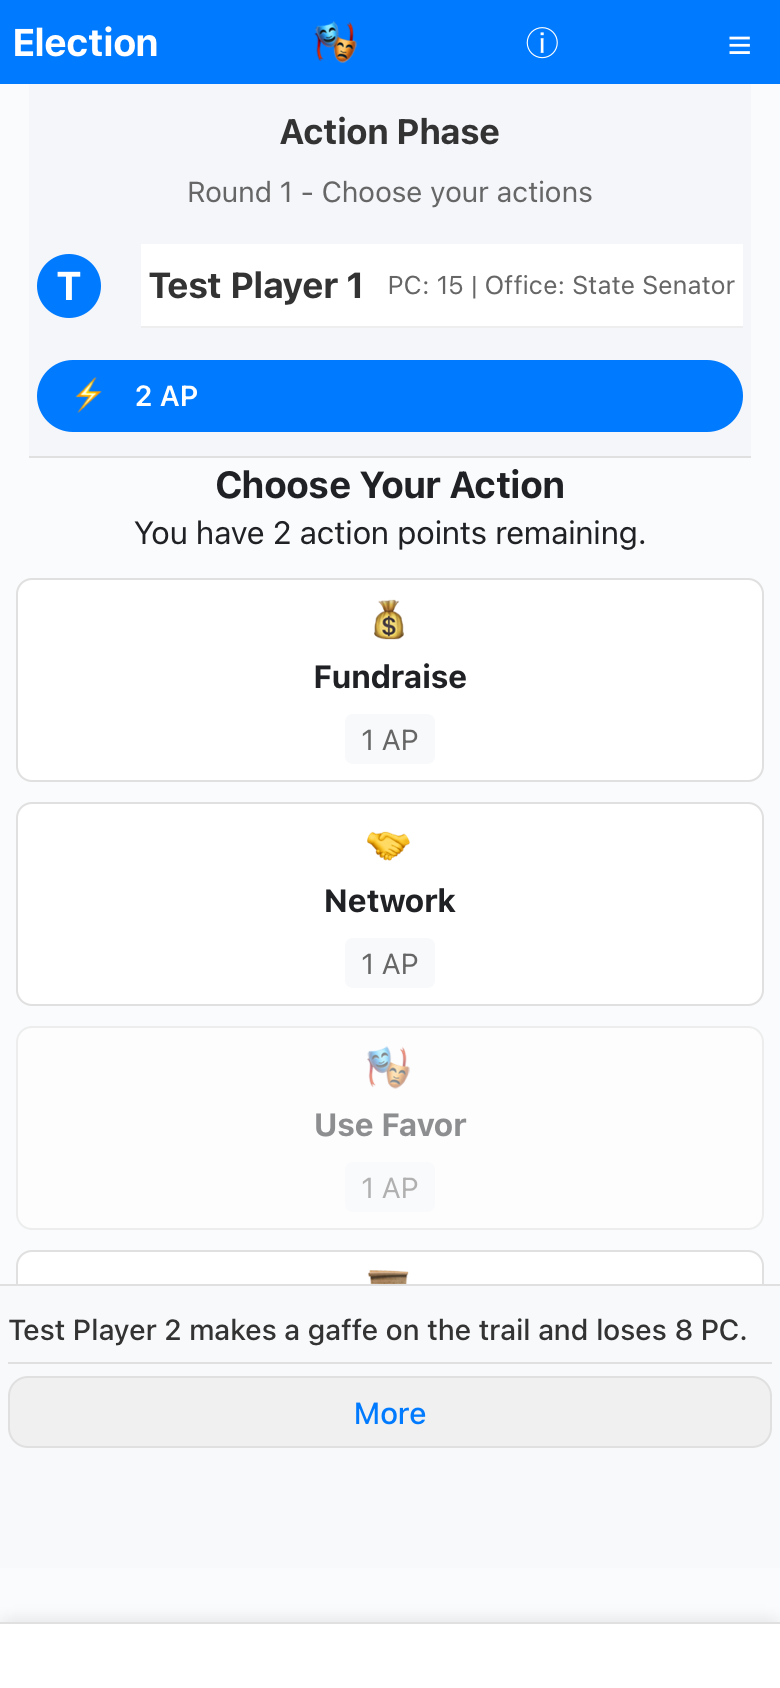 Election
Action Phase
Round 1 - Choose your actions
T
Test Player 1 PC: 15 | Office: State Senator
2 AP
Choose Your Action
You have 2 action points remaining.
$
Fundraise
1 AP
Network
1 AP
Use Favor
1 AP
Test Player 2 makes a gaffe on the trail and loses 8 PC.
More